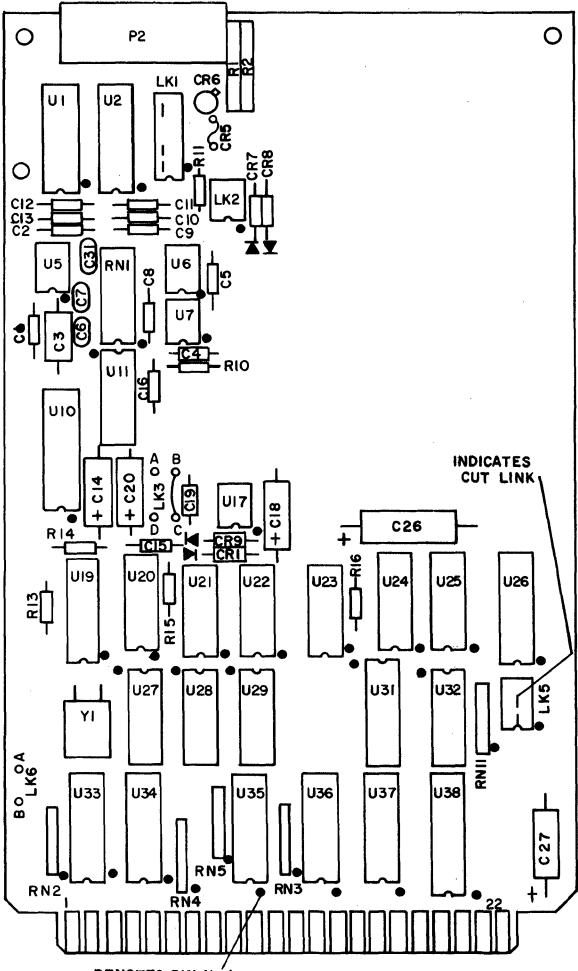 P2
R1
R2
CR6
LK1
U1
U2
CR5
R11
CR7
CR8
LK2
C12
C11
C13
C10
C2
C9
U5
C31
RN1
C8
U6
C5
C7
U7
C3
C6
C4
R10
U11
C16
U10
A
B
INDICATES
CUT LINK
C14
C20
LK3
C19
U17
C18
C26
D
C
+
+
+
+
R14
C15
CR9
CR1
R16
U19
U20
U21
U22
U23
U24
U25
U26
R13
R15
U27
U28
U29
U31
U32
LK5
Y1
RN11
A
B
LK6
U33
U34
U35
U36
U37
U38
C27
RN5
RN2
RN4
RN3
+
1
22